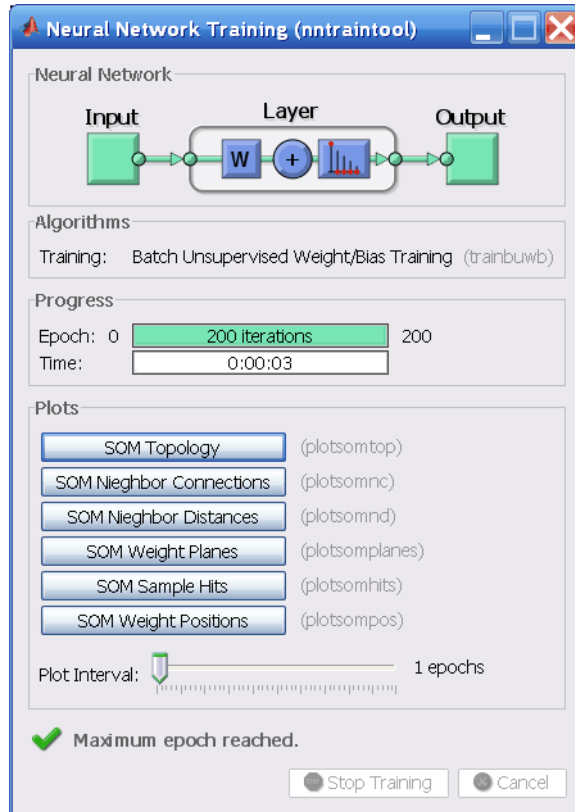 Neural Network Training (nntraintool)
Neural Network
Input
Layer
Output
W
+
Algorithms
Training: Batch Unsupervised Weight/Bias Training (trainbuwb)
Progress
Epoch: 0 200 iterations 200
Time: 0:00:03
Plots
SOM Topology (plotsomtop)
SOM Nieghbor Connections (plotsomnc)
SOM Nieghbor Distances (plotsomnd)
SOM Weight Planes (plotsomplanes)
SOM Sample Hits (plotsomhits)
SOM Weight Positions (plotsompos)
Plot Interval: 1 epochs
Maximum epoch reached.
Stop Training Cancel